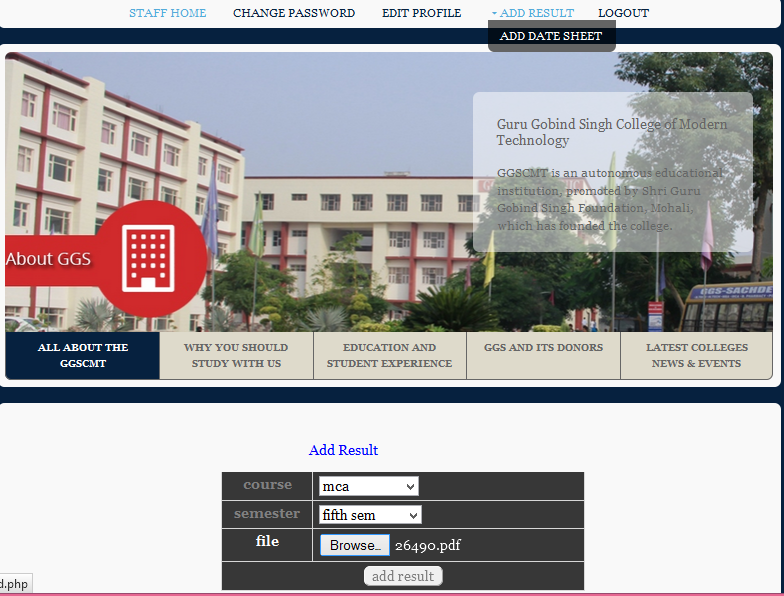 STAFF HOME CHANGE PASSWORD EDIT PROFILE ADD RESULT LOGOUT
ADD DATE SHEET
Guru Gobind Singh College of Modern
Technology
GGSCMT is an autonomous educational
institution, promoted by Shri Guru
Gobind Singh Foundation, Mohali,
which has founded the college.
About GGS
GGS-SACHDE
ALL ABOUT THE
GGSCMT
WHY YOU SHOULD
STUDY WITH US
EDUCATION AND
STUDENT EXPERIENCE
GGS AND ITS DONORS
LATEST COLLEGES
NEWS & EVENTS
Add Result
course mca
semester fifth sem
file Browse... 26490.pdf
add result
d.php